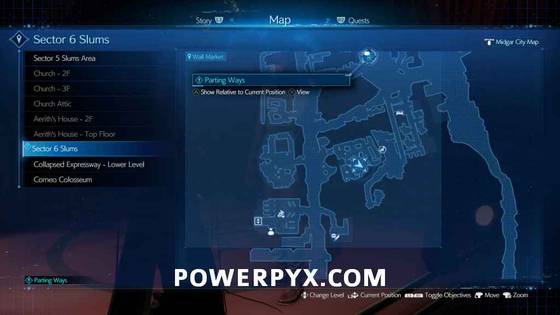 Story
Map
Quests
Sector 6 Slums
Midgar City Map
Sector 5 Slums Area
Church - 2F
Church - 3F
Church Attic
Aerith's House - 2F
Aerith's House - Top Floor
Sector 6 Slums
Collapsed Expressway - Lower Level
Corneo Colosseum
Wall Market
Parting Ways
Show Relative to Current Position
View
POWERPYX.COM
Parting Ways
Change Level
Current Position
Toggle Objectives
Move
Zoom